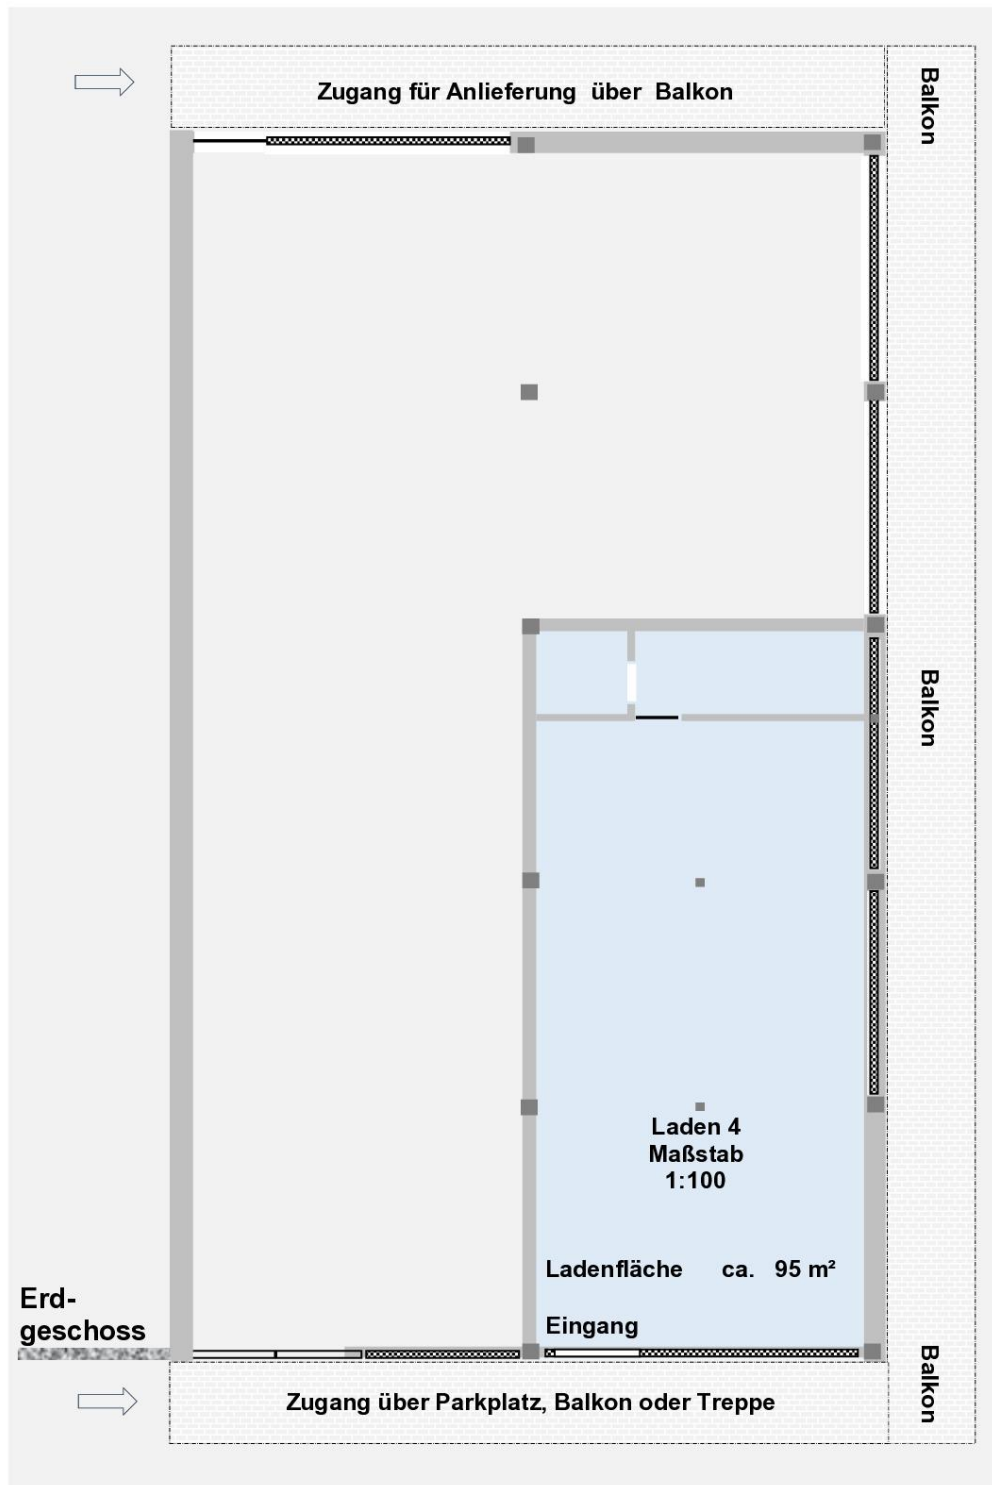 Zugang für Anlieferung über Balkon
Balkon
Balkon
Laden 4
Maßstab
1:100
Ladenfläche ca. 95 m²
Eingang
Erd-
geschoss
Balkon
Zugang über Parkplatz, Balkon oder Treppe